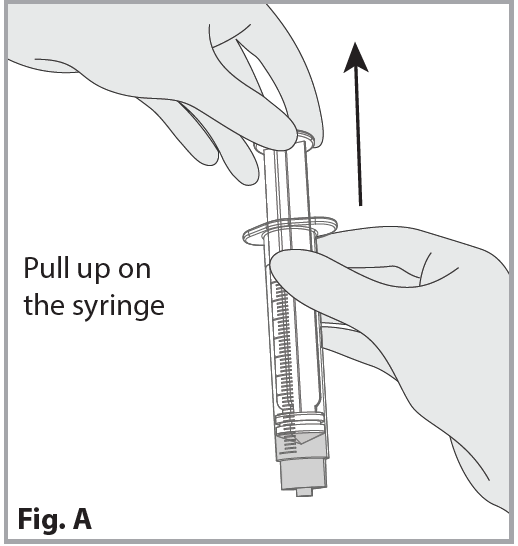 Pull up on
the syringe
Fig. A